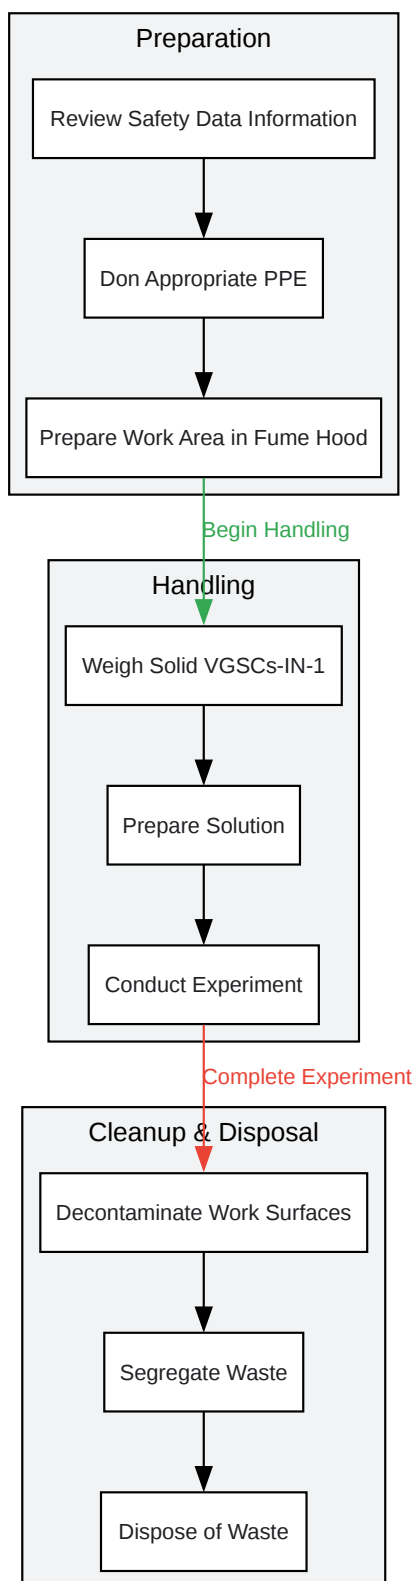 Preparation
Review Safety Data Information
Don Appropriate PPE
Prepare Work Area in Fume Hood
Begin Handling
Handling
Weigh Solid VGSCs-IN-1
Prepare Solution
Conduct Experiment
Complete Experiment
Cleanup & Disposal
Decontaminate Work Surfaces
Segregate Waste
Dispose of Waste